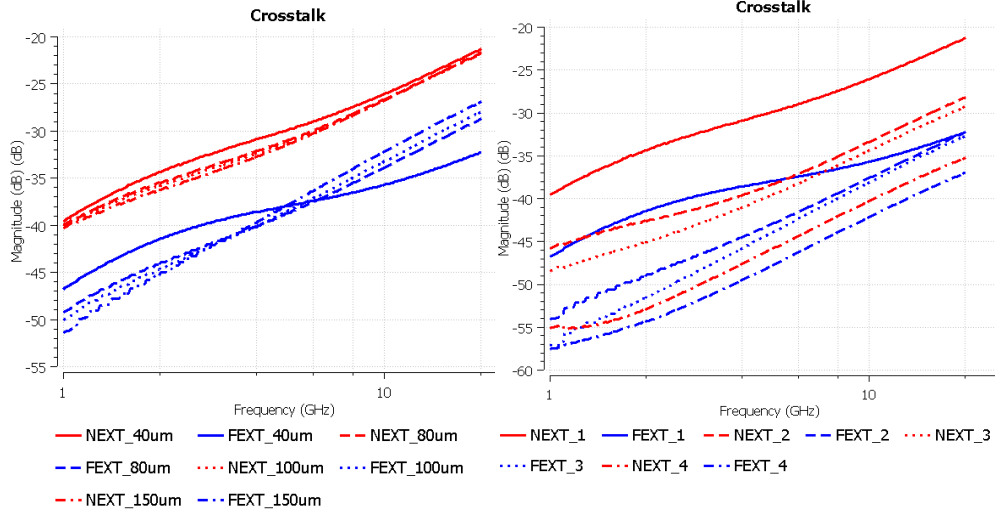 Crosstalk
-20
-25
-30
-35
-40
-45
-50
-55
Magnitude (dB) (dB)
1
10
Frequency (GHz)
NEXT_40um
FEXT_40um
NEXT_80um
FEXT_80um
NEXT_100um
FEXT_100um
NEXT_150um
FEXT_150um
Crosstalk
-20
-25
-30
-35
-40
-45
-50
-55
-60
Magnitude (dB) (dB)
1
10
Frequency (GHz)
NEXT_1
FEXT_1
NEXT_2
FEXT_2
NEXT_3
FEXT_3
NEXT_4
FEXT_4